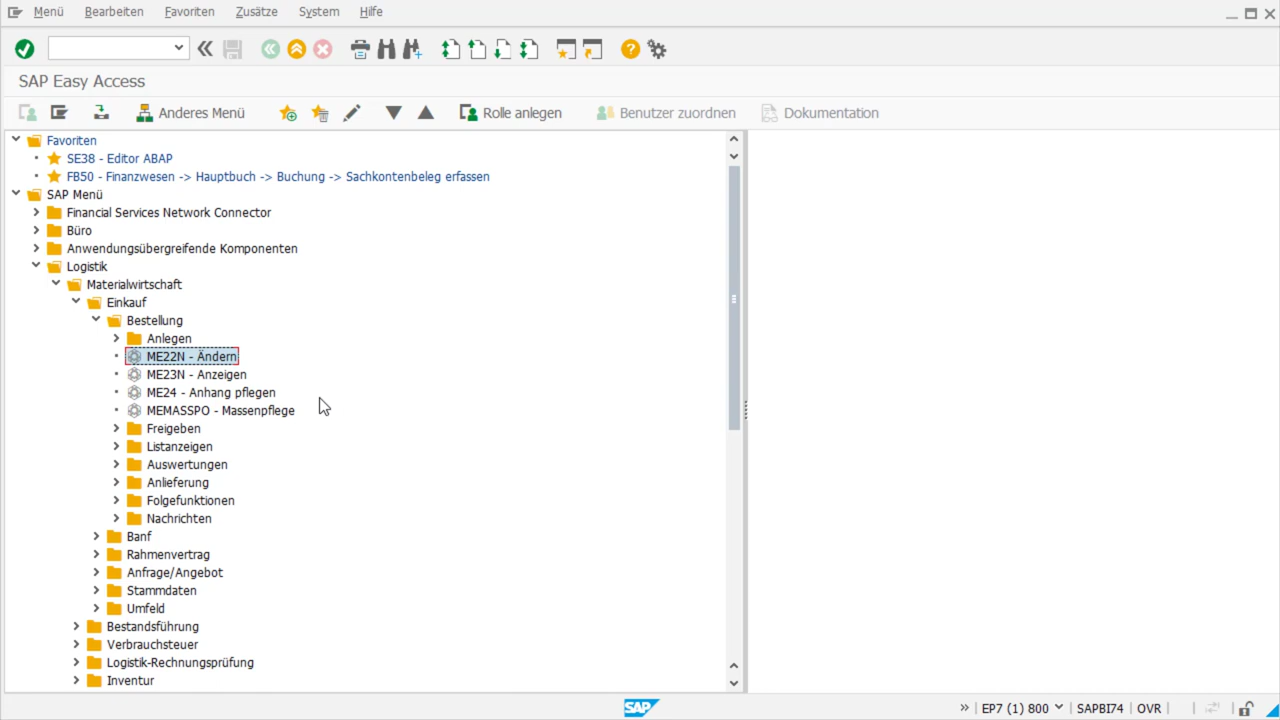 Menü Bearbeiten Favoriten Zusätze System Hilfe
SAP Easy Access
Anderes Menü Rolle anlegen Benutzer zuordnen Dokumentation
Favoriten
SE38 - Editor ABAP
FB50 - Finanzwesen -> Hauptbuch -> Buchung -> Sachkontenbeleg erfassen
SAP Menü
Financial Services Network Connector
Büro
Anwendungsübergreifende Komponenten
Logistik
Materialwirtschaft
Einkauf
Bestellung
Anlegen
ME22N - Ändern
ME23N - Anzeigen
ME24 - Anhang pflegen
MEMASSPO - Massenpflege
Freigeben
Listanzeigen
Auswertungen
Anlieferung
Folgefunktionen
Nachrichten
Banf
Rahmenvertrag
Anfrage/Angebot
Stammdaten
Umfeld
Bestandsführung
Verbrauchsteuer
Logistik-Rechnungsprüfung
Inventur
SAP EP7 (1) 800 SAPBI74 OVR